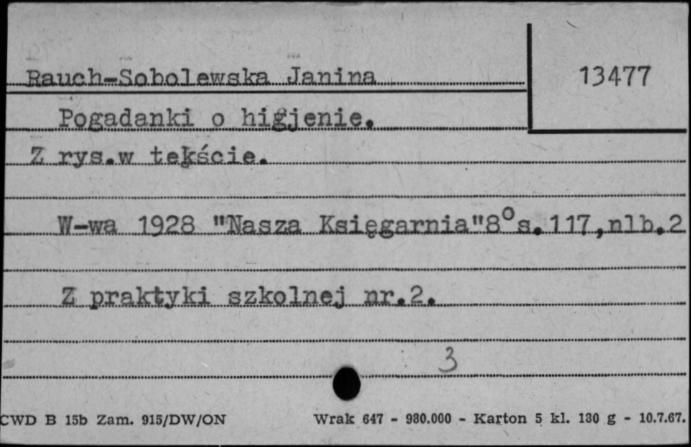 Rauch-Sobolewska Janina
13477
Pogadanki o higjenie.
Z rys.w tekście.
W-wa 1928 "Nasza Księgarnia"8°s.117,nlb.2
Z praktyki szkolnej nr.2.
3
CWD B 15b Zam. 915/DW/ON
Wrak 647 - 980.000 - Karton 5 kl. 130 g - 10.7.67.